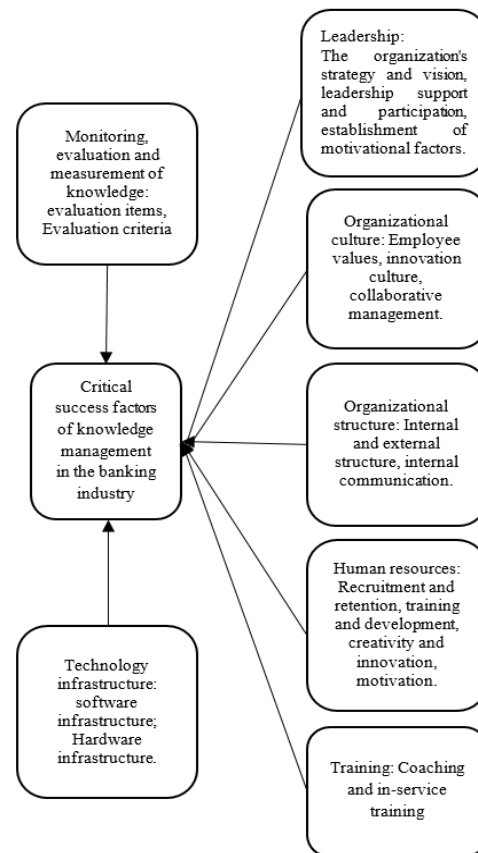 Monitoring,
evaluation and
measurement of
knowledge:
evaluation items,
Evaluation criteria
Critical
success factors
of knowledge
management
in the banking
industry
Technology
infrastructure:
software
infrastructure;
Hardware
infrastructure.
Leadership:
The organization's
strategy and vision,
leadership support
and participation,
establishment of
motivational factors.
Organizational
culture: Employee
values, innovation
culture,
collaborative
management.
Organizational
structure: Internal
and external
structure, internal
communication.
Human resources:
Recruitment and
retention, training
and development,
creativity and
innovation,
motivation.
Training: Coaching
and in-service
training